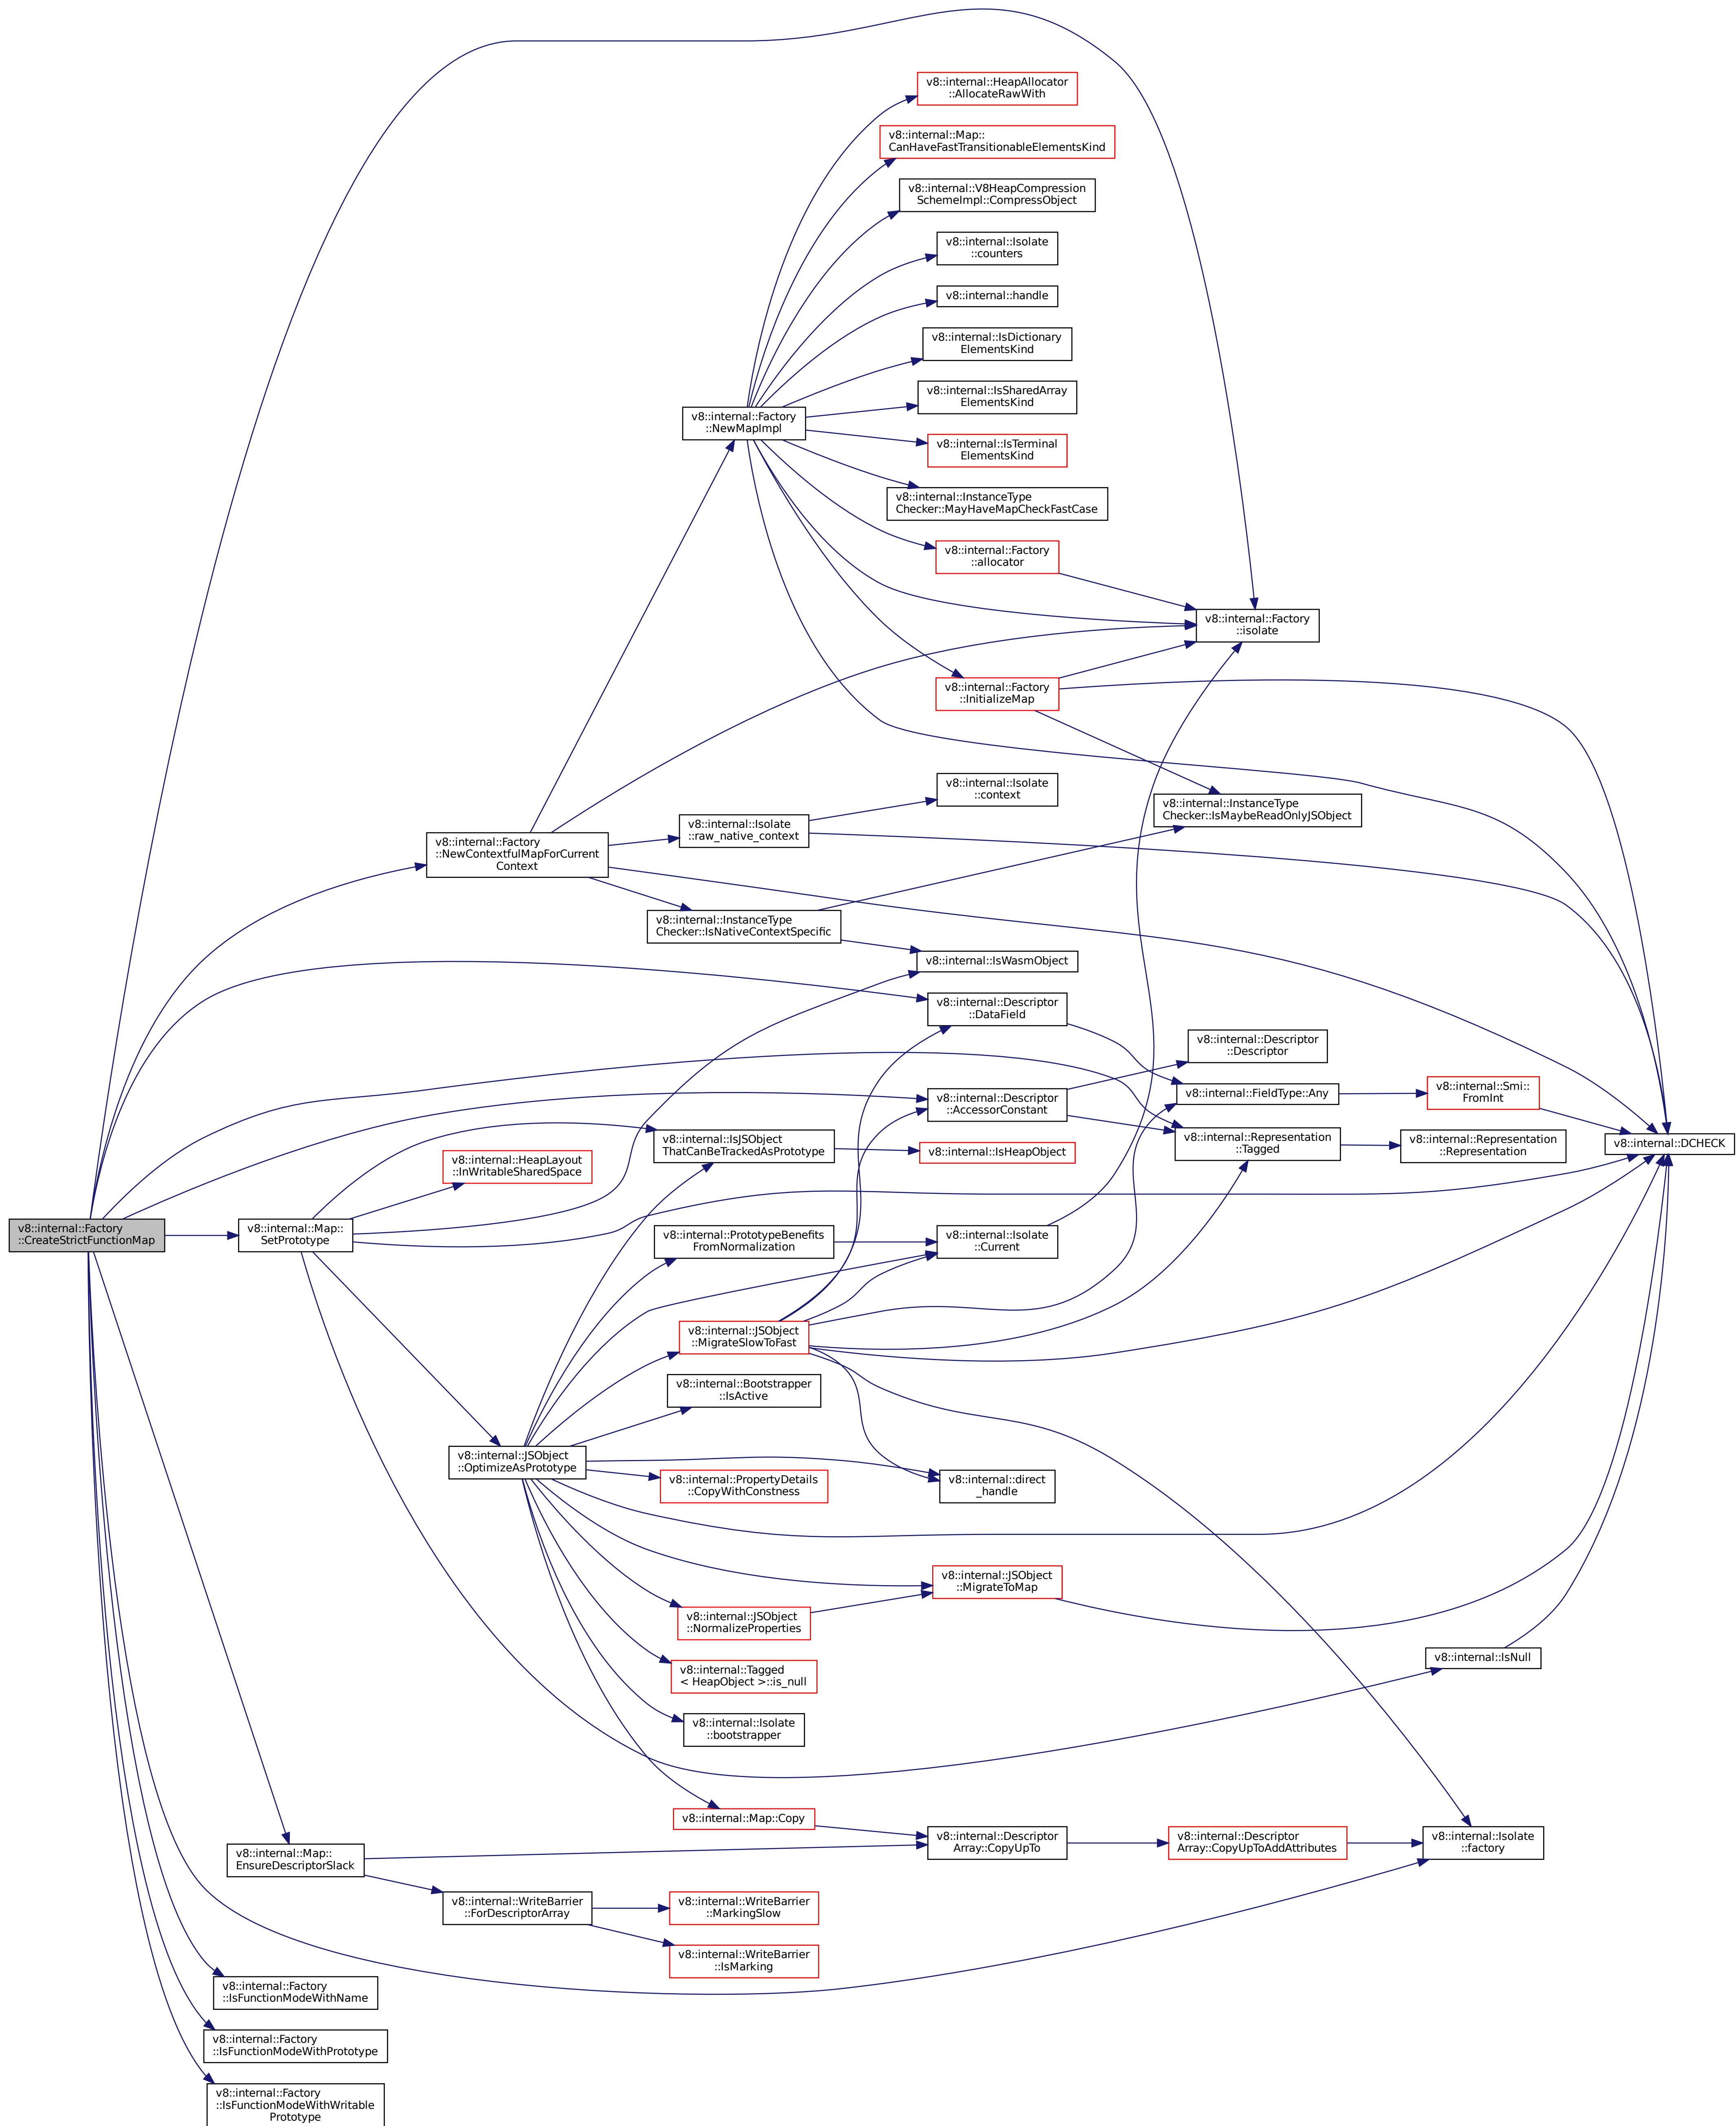 v8::internal::HeapAllocator
::AllocateRawWith
v8::internal::Map::
CanHaveFastTransitionableElementsKind
v8::internal::V8HeapCompression
SchemeImpl::CompressObject
v8::internal::Isolate
::counters
v8::internal::handle
v8::internal::IsDictionary
ElementsKind
v8::internal::IsSharedArray
ElementsKind
v8::internal::Factory
::NewMapImpl
v8::internal::IsTerminal
ElementsKind
v8::internal::InstanceType
Checker::MayHaveMapCheckFastCase
v8::internal::Factory
::allocator
v8::internal::Factory
::isolate
v8::internal::Factory
::InitializeMap
v8::internal::Isolate
::context
v8::internal::InstanceType
Checker::IsMaybeReadOnlyJSObject
v8::internal::Isolate
::raw_native_context
v8::internal::Factory
::NewContextfulMapForCurrent
Context
v8::internal::InstanceType
Checker::IsNativeContextSpecific
v8::internal::IsWasmObject
v8::internal::Descriptor
::DataField
v8::internal::Descriptor
::Descriptor
v8::internal::FieldType::Any
v8::internal::Smi::
FromInt
v8::internal::Descriptor
::AccessorConstant
v8::internal::Representation
::Tagged
v8::internal::Representation
::Representation
v8::internal::DCHECK
v8::internal::IsJSObject
ThatCanBeTrackedAsPrototype
v8::internal::IsHeapObject
v8::internal::HeapLayout
::InWritableSharedSpace
v8::internal::Factory
::CreateStrictFunctionMap
v8::internal::Map::
SetPrototype
v8::internal::PrototypeBenefits
FromNormalization
v8::internal::Isolate
::Current
v8::internal::JSObject
::MigrateSlowToFast
v8::internal::Bootstrapper
::IsActive
v8::internal::JSObject
::OptimizeAsPrototype
v8::internal::PropertyDetails
::CopyWithConstness
v8::internal::direct
_handle
v8::internal::JSObject
::MigrateToMap
v8::internal::JSObject
::NormalizeProperties
v8::internal::IsNull
v8::internal::Tagged
< HeapObject >::is_null
v8::internal::Isolate
::bootstrapper
v8::internal::Map::Copy
v8::internal::Map::
EnsureDescriptorSlack
v8::internal::Descriptor
Array::CopyUpTo
v8::internal::Descriptor
Array::CopyUpToAddAttributes
v8::internal::Isolate
::factory
v8::internal::WriteBarrier
::ForDescriptorArray
v8::internal::WriteBarrier
::MarkingSlow
v8::internal::WriteBarrier
::IsMarking
v8::internal::Factory
::IsFunctionModeWithName
v8::internal::Factory
::IsFunctionModeWithPrototype
v8::internal::Factory
::IsFunctionModeWithWritable
Prototype